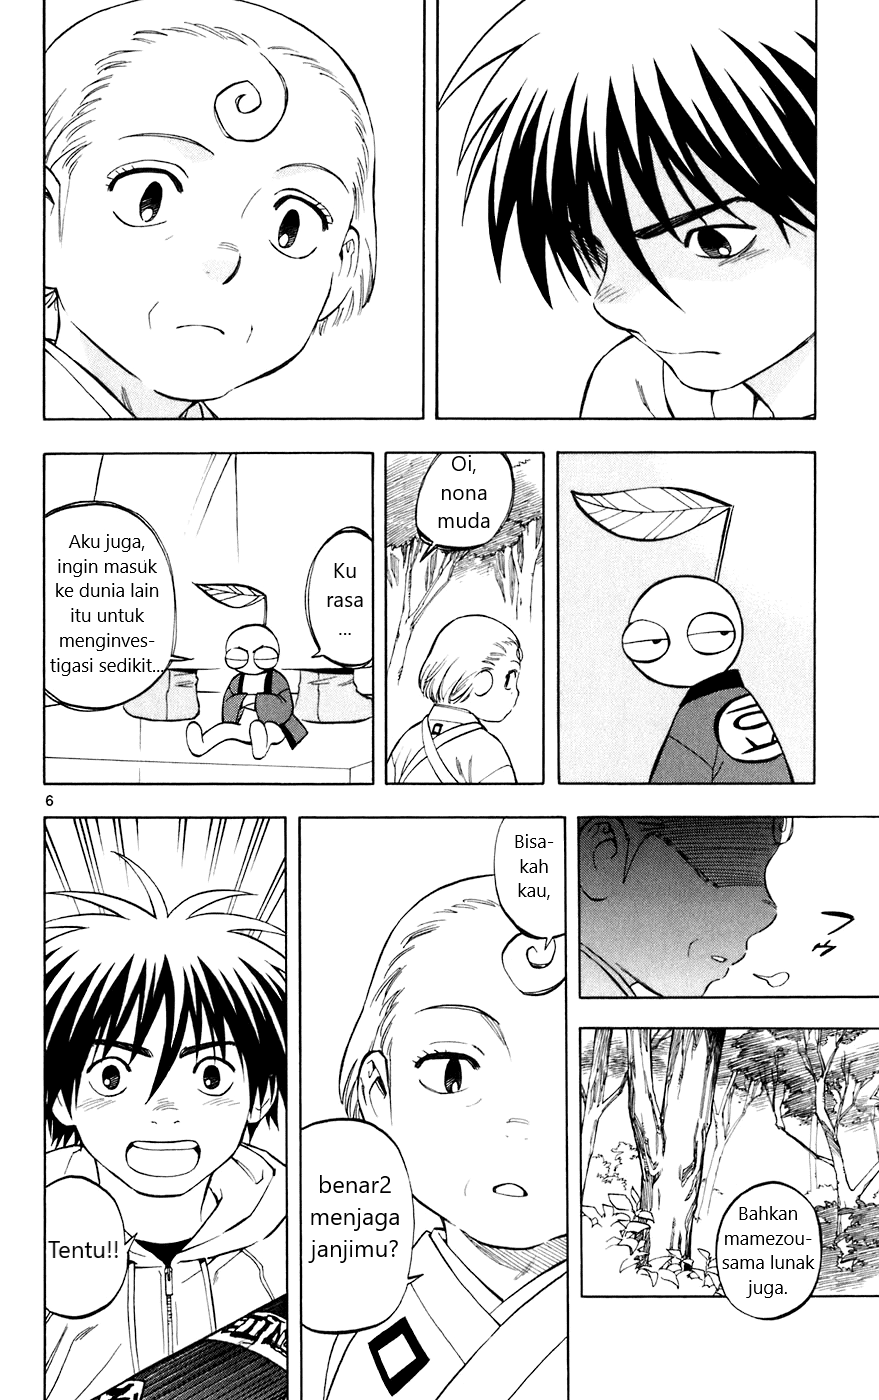 Oi,
nona
muda
Ku
rasa
...
Aku juga,
ingin masuk
ke dunia lain
itu untuk
menginves-
tigasi sedikit...
6
Bahkan
mamezou-
sama lunak
juga.
Bisa-
kah
kau,
benar2
menjaga
janjimu?
Tentu!!